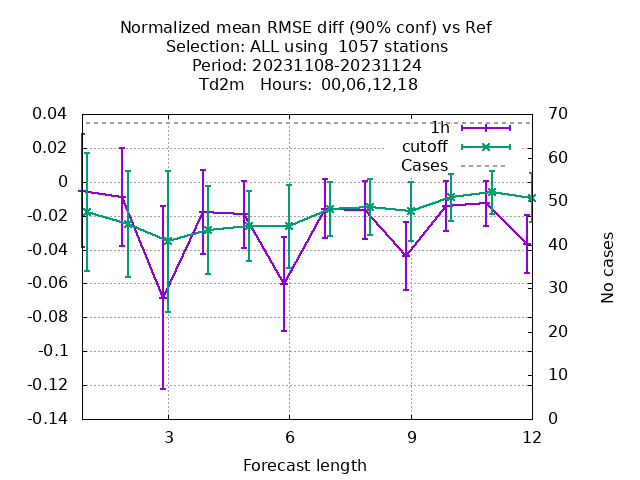 Normalized mean RMSE diff (90% conf) vs Ref
Selection: ALL using  1057 stations
Period: 20231108-20231124
Td2m   Hours:  00,06,12,18
0.04
0.02
0
-0.02
-0.04
-0.06
-0.08
-0.1
-0.12
-0.14
70
60
50
40
30
20
10
0
1h
cutoff
Cases
No cases
3
6
9
12
Forecast length